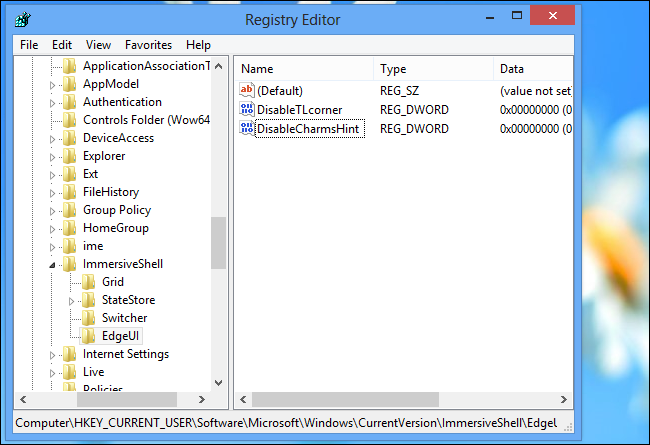 Registry Editor
File Edit View Favorites Help
ApplicationAssociationT
AppModel
Authentication
Controls Folder (Wow64
DeviceAccess
Explorer
Ext
FileHistory
Group Policy
HomeGroup
ime
ImmersiveShell
Grid
StateStore
Switcher
EdgeUI
Internet Settings
Live
Policies
Name Type Data
(Default) REG_SZ (value not set)
DisableTLcorner REG_DWORD 0x00000000 (0
DisableCharmsHint REG_DWORD 0x00000000 (0
Computer\HKEY_CURRENT_USER\Software\Microsoft\Windows\CurrentVersion\ImmersiveShell\EdgeU